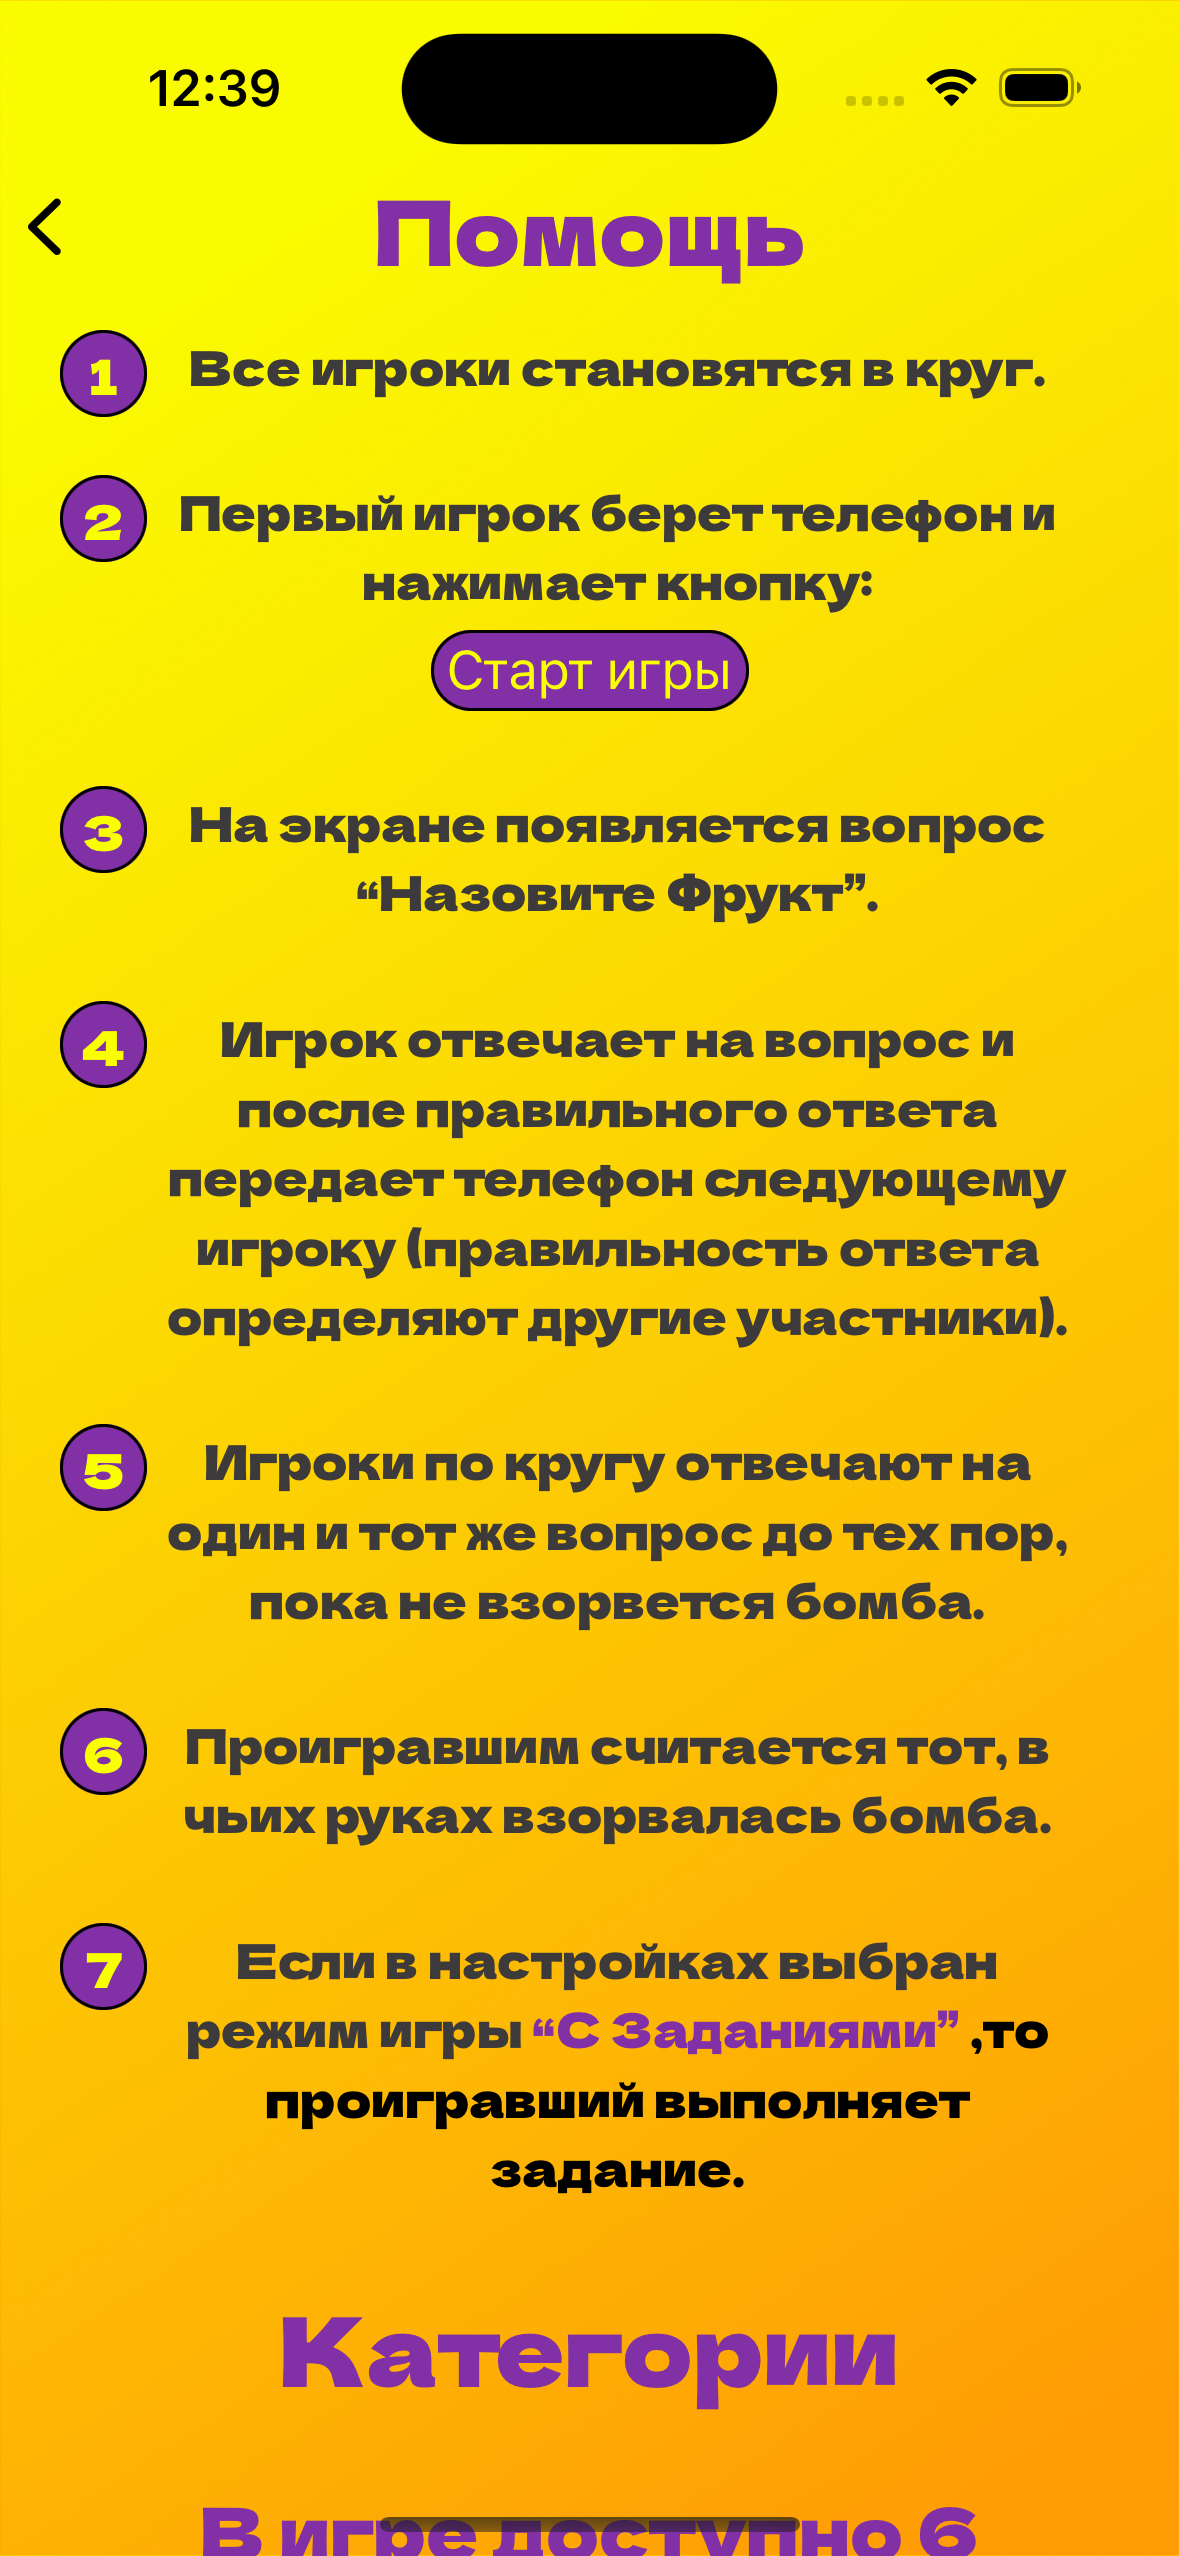 12:39
Помощь
1 Все игроки становятся в круг.
2 Первый игрок берет телефон и
нажимает кнопку:
Старт игры
3 На экране появляется вопрос
“Назовите Фрукт”.
4 Игрок отвечает на вопрос и
после правильного ответа
передает телефон следующему
игроку (правильность ответа
определяют другие участники).
5 Игроки по кругу отвечают на
один и тот же вопрос до тех пор,
пока не взорвется бомба.
6 Проигравшим считается тот, в
чьих руках взорвалась бомба.
7 Если в настройках выбран
режим игры “С Заданиями” ,то
проигравший выполняет
задание.
Категории
В игре доступно 6